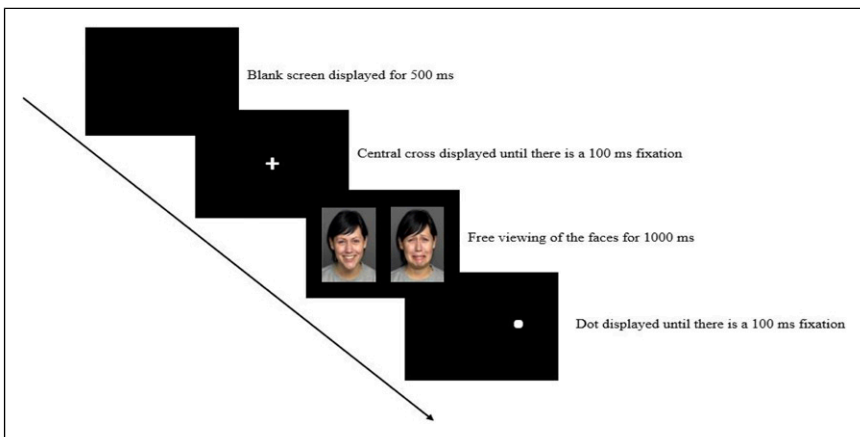 Blank screen displayed for 500 ms
Central cross displayed until there is a 100 ms fixation
Free viewing of the faces for 1000 ms
Dot displayed until there is a 100 ms fixation